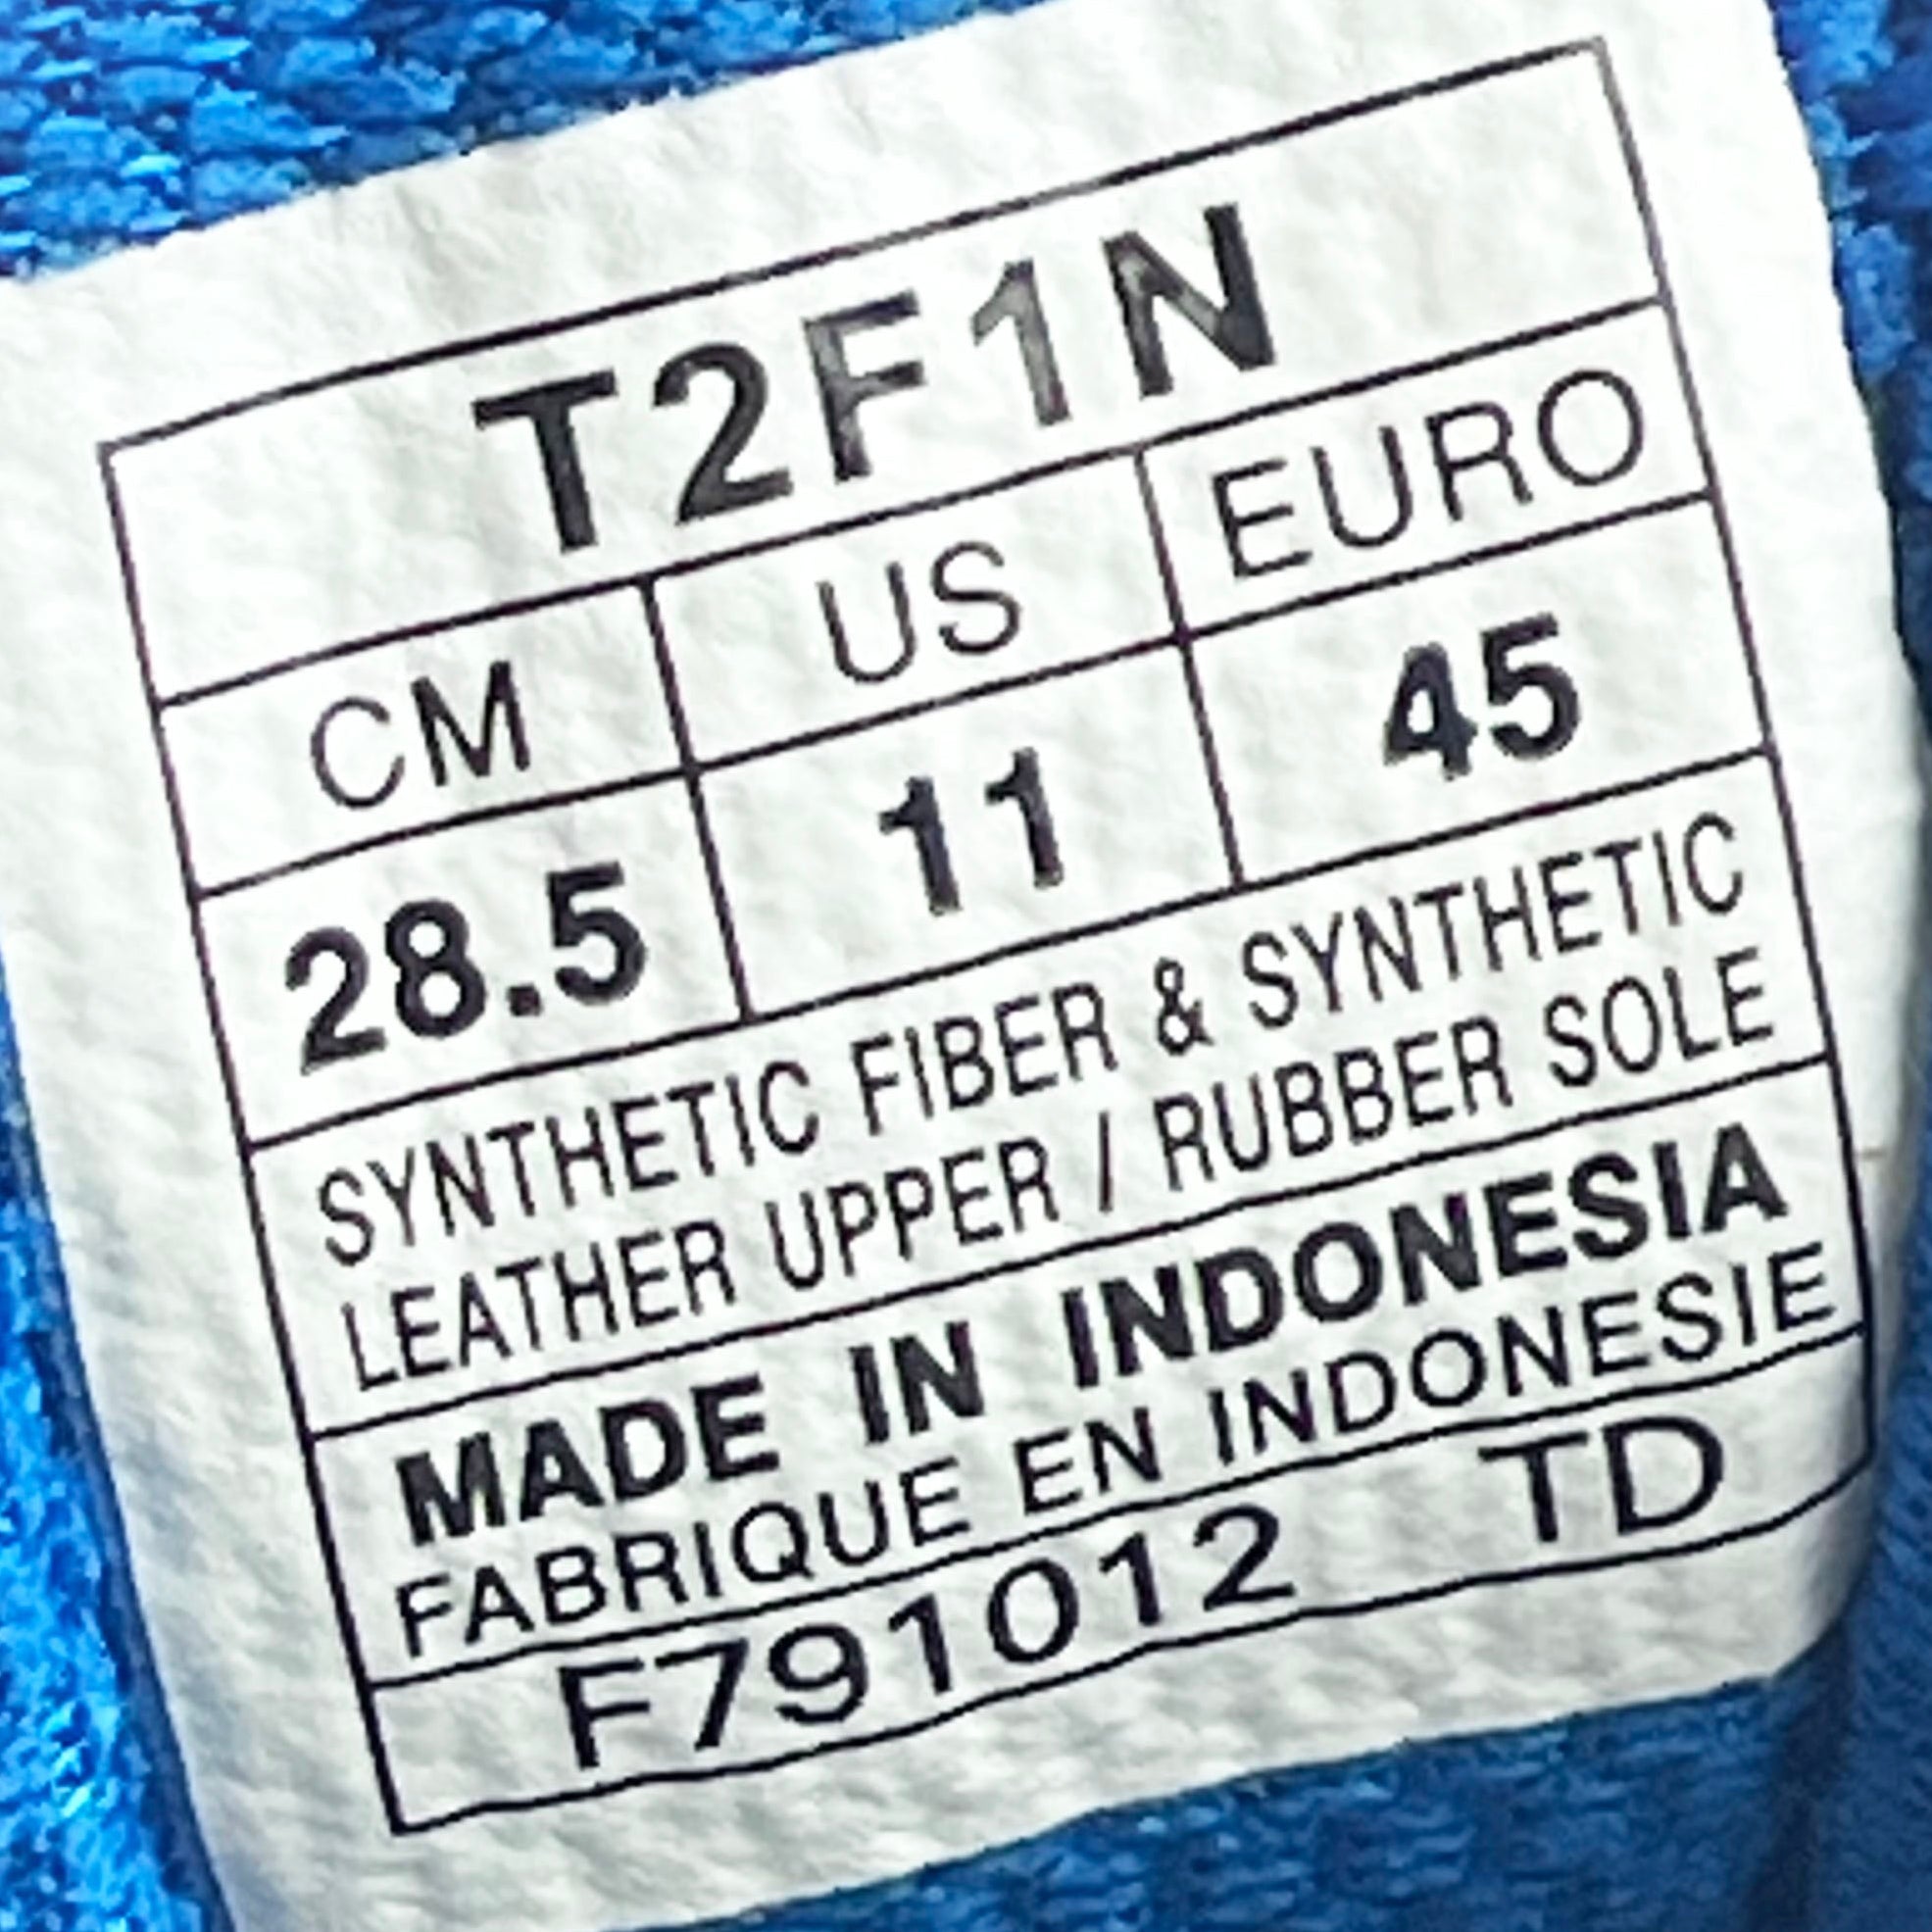 T2F1N
CM US EURO
28.5 11 45
SYNTHETIC FIBER & SYNTHETIC
LEATHER UPPER / RUBBER SOLE
MADE IN INDONESIA
FABRIQUE EN INDONESIE
F791012 TD